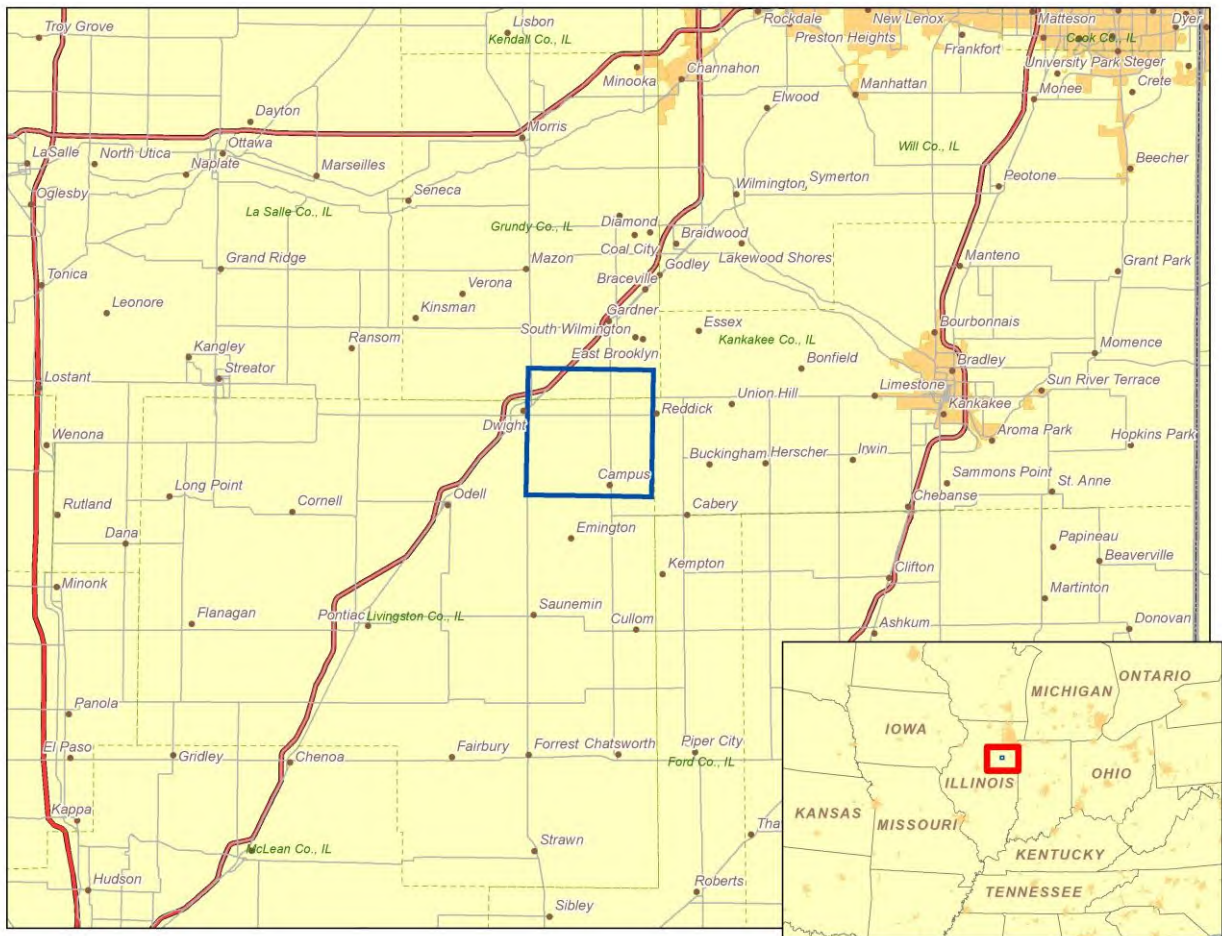 Troy Grove
Lisbon
Kendall Co., IL
Rockdale
New Lenox
Matteson
Dyer
Preston Heights
Frankfort
Cook Co., IL
Minooka
Channahon
University Park
Steger
Manhattan
Monee
Crete
Dayton
Elwood
Morris
LaSalle
North Utica
Ottawa
Naplate
Marseilles
Will Co., IL
Beecher
Oglesby
Seneca
Wilmington
Symerton
Peotone
La Salle Co., IL
Grundy Co., IL
Diamond
Braidwood
Coal City
Lakewood Shores
Manteno
Grant Park
Tonica
Grand Ridge
Mazon
Godley
Braceville
Leonore
Verona
Kinsman
Gardner
South Wilmington
Essex
Bourbonnais
Kankakee Co., IL
Kangley
Ransom
East Brooklyn
Bonfield
Bradley
Momence
Streator
Lostant
Limestone
Sun River Terrace
Dwight
Reddick
Union Hill
Kankakee
Wenona
Aroma Park
Hopkins Park
Buckingham
Herscher
Irwin
Campus
Sammons Point
St. Anne
Long Point
Cornell
Odell
Chebanse
Rutland
Cabery
Dana
Emington
Papineau
Beaverville
Kempton
Clifton
Minonk
Martinton
Flanagan
Pontiac
Livingston Co., IL
Saunemin
Cullom
Donovan
Ashkum
Panola
El Paso
Gridley
Chenoa
Fairbury
Forrest
Chatsworth
Piper City
Ford Co., IL
Kappa
McLean Co., IL
Strawn
Tha
Hudson
Roberts
Sibley
MICHIGAN
ONTARIO
IOWA
ILLINOIS
OHIO
KANSAS
MISSOURI
KENTUCKY
TENNESSEE